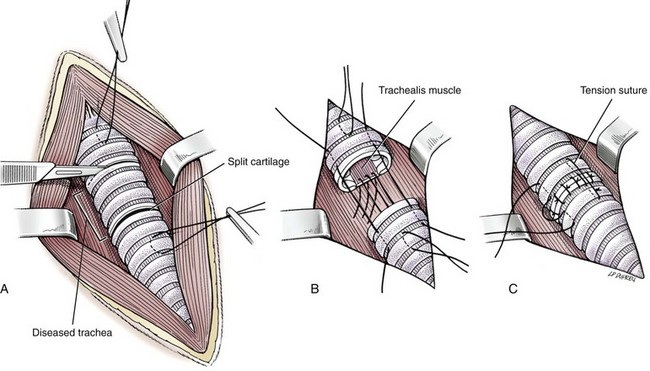 Trachealis muscle
Tension suture
Split cartilage
A
B
C
Diseased trachea